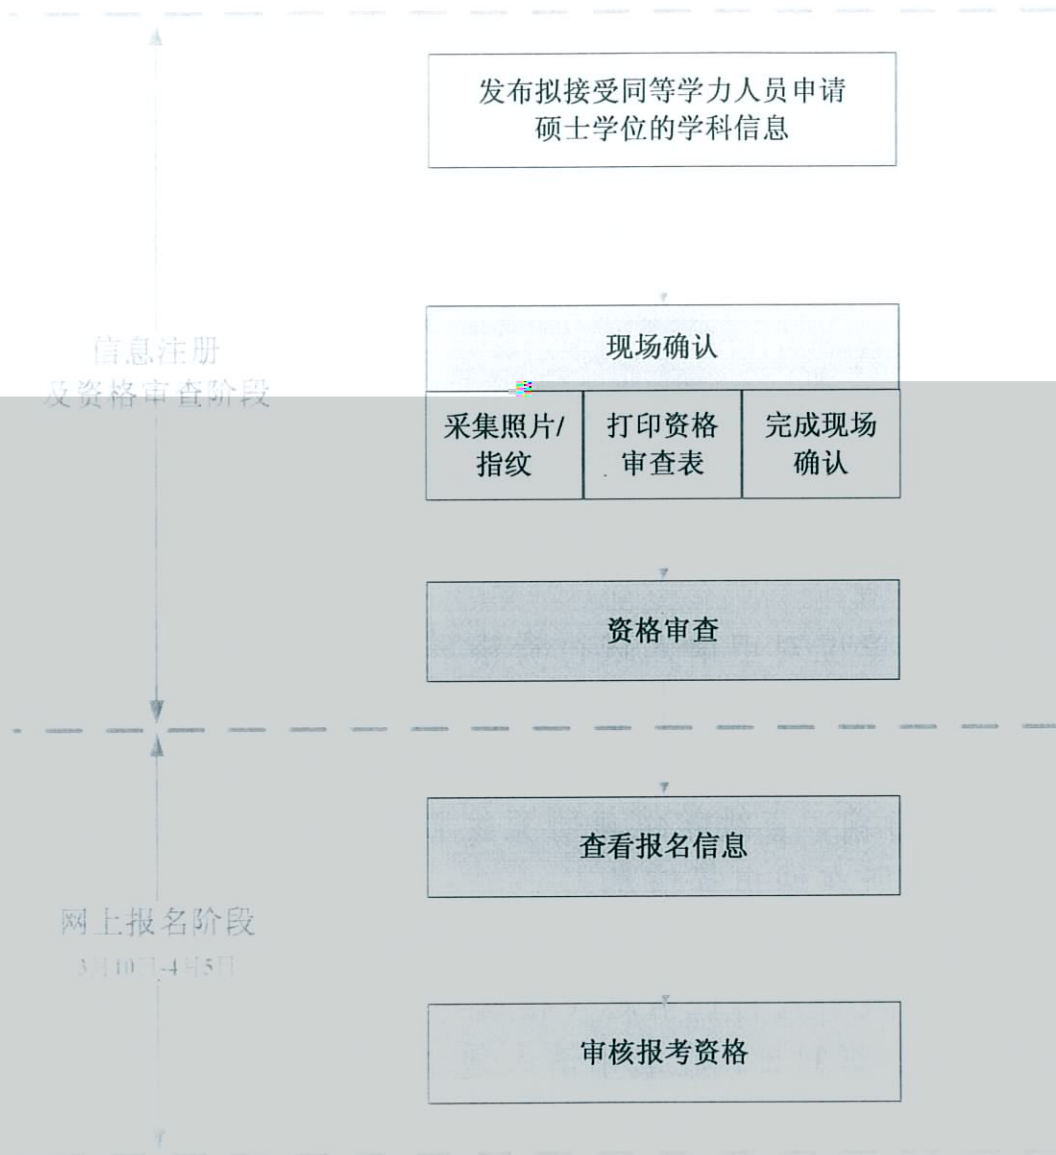 发布拟接受同等学力人员申请
硕士学位的学科信息
信息注册
及资格审查阶段
现场确认
采集照片/
指纹
打印资格
审查表
完成现场
确认
资格审查
查看报名信息
网上报名阶段
3月10日-4月5日
审核报考资格